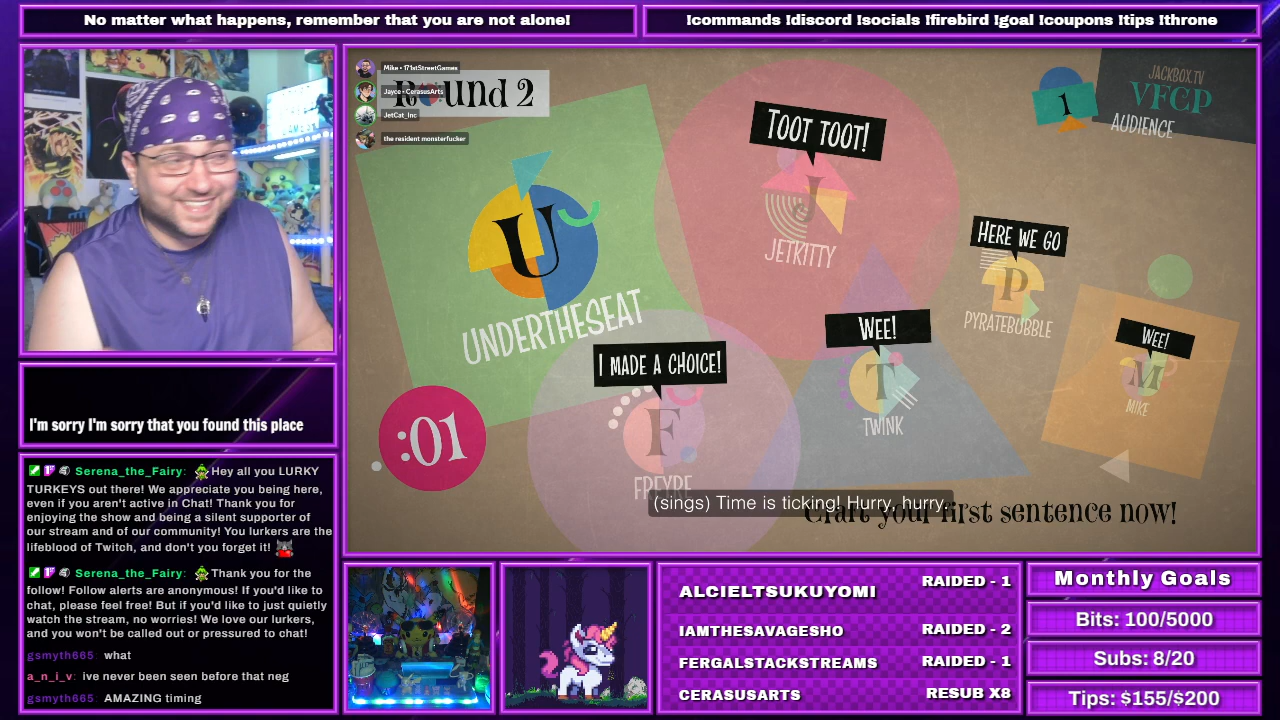 No matter what happens, remember that you are not alone!
!commands !discord !socials !firebird !goal !coupons !tips !throne
Mike • 171stStreetGames
Round 2
Jayce • CerasusArts
JetCat_Inc
the resident monsterfucker
JACKBOX.TV
VFCP
AUDIENCE
1
TOOT TOOT!
J
JETKITTY
U
UNDERTHESEAT
HERE WE GO
P
PYRATEBUBBLE
WEE!
T
TWINK
WEE!
M
MIKE
I MADE A CHOICE!
F
FREYRE
:01
(sings) Time is ticking! Hurry, hurry.
Craft your first sentence now!
I'm sorry I'm sorry that you found this place
Serena_the_Fairy: Hey all you LURKY
TURKEYS out there! We appreciate you being here,
even if you aren't active in Chat! Thank you for
enjoying the show and being a silent supporter of
our stream and of our community! You lurkers are the
lifeblood of Twitch, and don't you forget it!
Serena_the_Fairy: Thank you for the
follow! Follow alerts are anonymous! If you'd like to
chat, please feel free! But if you'd like to just quietly
watch the stream, no worries! We love our lurkers,
and you won't be called out or pressured to chat!
gsmyth665: what
a_n_i_v: ive never been seen before that neg
gsmyth665: AMAZING timing
ALCIELTSUKUYOMI RAIDED - 1
IAMTHESAVAGESHO RAIDED - 2
FERGALSTACKSTREAMS RAIDED - 1
CERASUSARTS RESUB X8
Monthly Goals
Bits: 100/5000
Subs: 8/20
Tips: $155/$200